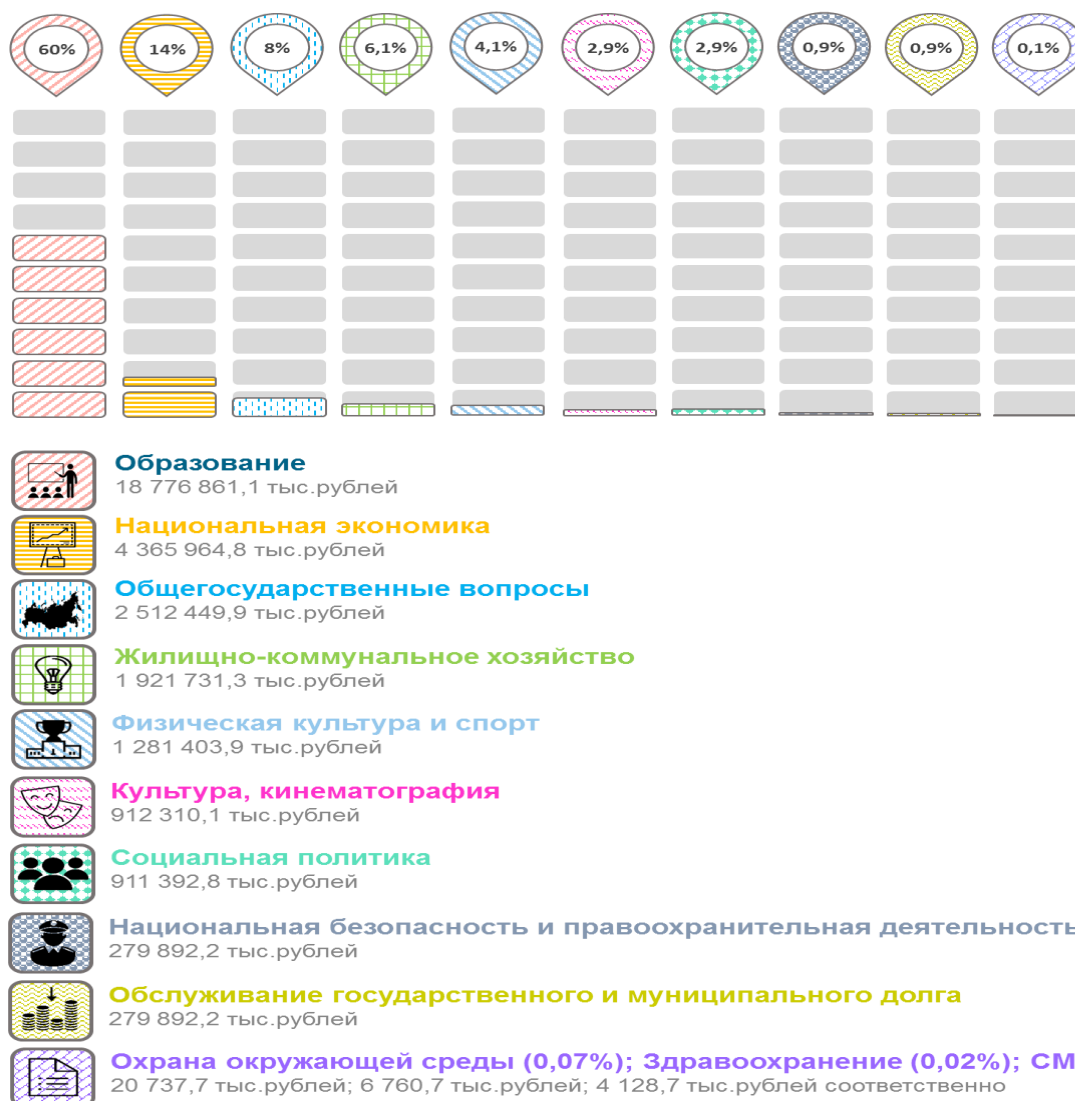 60% 14% 8% 6,1% 4,1% 2,9% 2,9% 0,9% 0,9% 0,1%
Образование
18 776 861,1 тыс.рублей
Национальная экономика
4 365 964,8 тыс.рублей
Общегосударственные вопросы
2 512 449,9 тыс.рублей
Жилищно-коммунальное хозяйство
1 921 731,3 тыс.рублей
Физическая культура и спорт
1 281 403,9 тыс.рублей
Культура, кинематография
912 310,1 тыс.рублей
Социальная политика
911 392,8 тыс.рублей
Национальная безопасность и правоохранительная деятельность
279 892,2 тыс.рублей
Обслуживание государственного и муниципального долга
279 892,2 тыс.рублей
Охрана окружающей среды (0,07%); Здравоохранение (0,02%); СМ
20 737,7 тыс.рублей; 6 760,7 тыс.рублей; 4 128,7 тыс.рублей соответственно